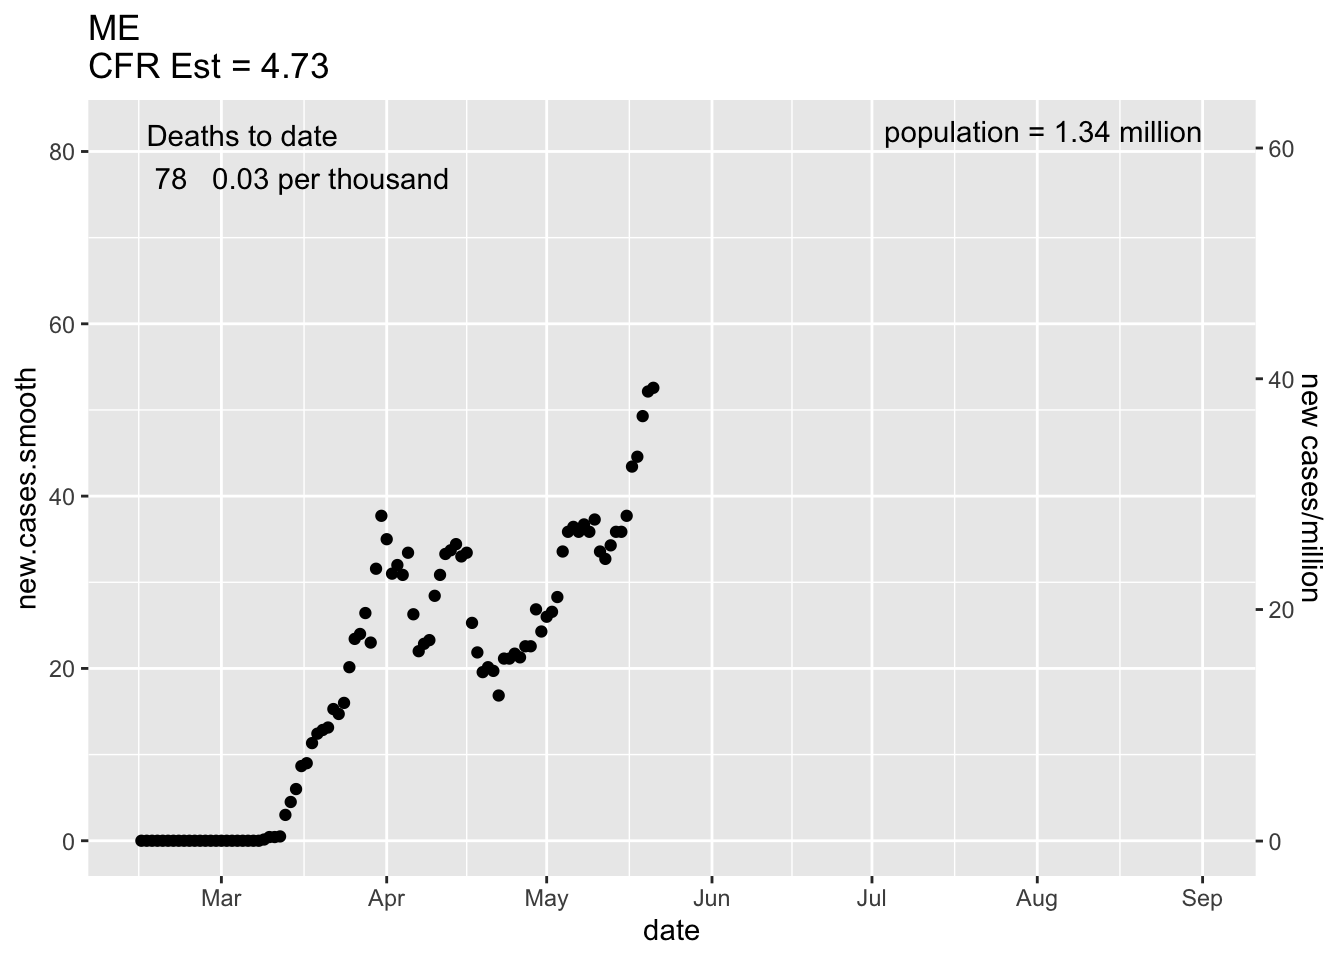 ME
CFR Est = 4.73
Deaths to date
78 0.03 per thousand
population = 1.34 million
80
60
40
20
0
new.cases.smooth
60
40
20
0
new cases/million
Mar Apr May Jun Jul Aug Sep
date